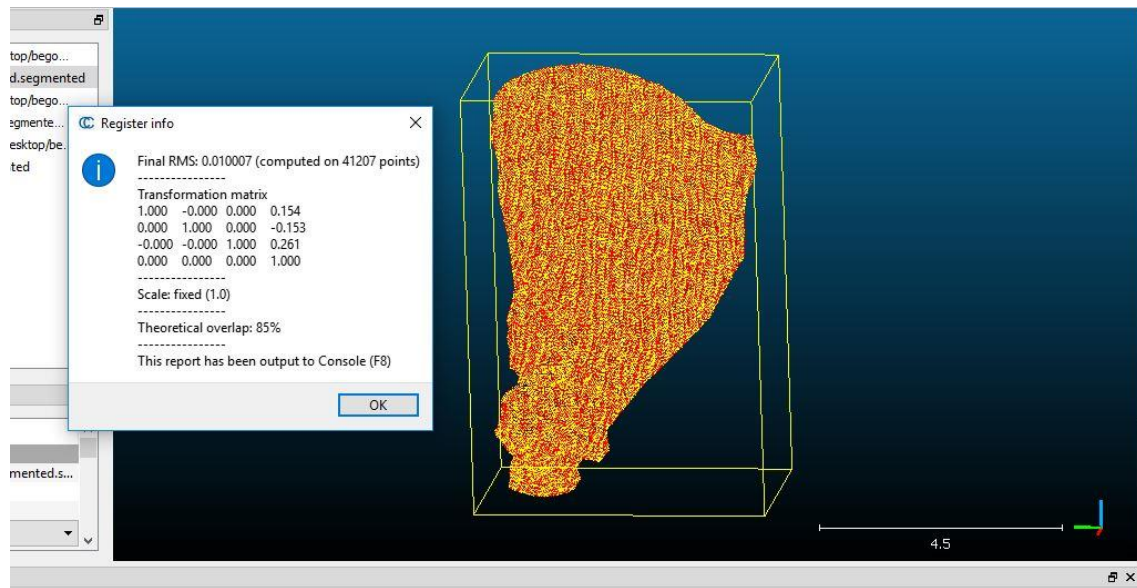 top/bego...
d.segmented
top/bego...
egmente...
esktop/be...
ted
Register info
Final RMS: 0.010007 (computed on 41207 points)
----------------
Transformation matrix
1.000 -0.000 0.000 0.154
0.000 1.000 0.000 -0.153
-0.000 -0.000 1.000 0.261
0.000 0.000 0.000 1.000
----------------
Scale: fixed (1.0)
----------------
Theoretical overlap: 85%
----------------
This report has been output to Console (F8)
OK
mented.s...
4.5